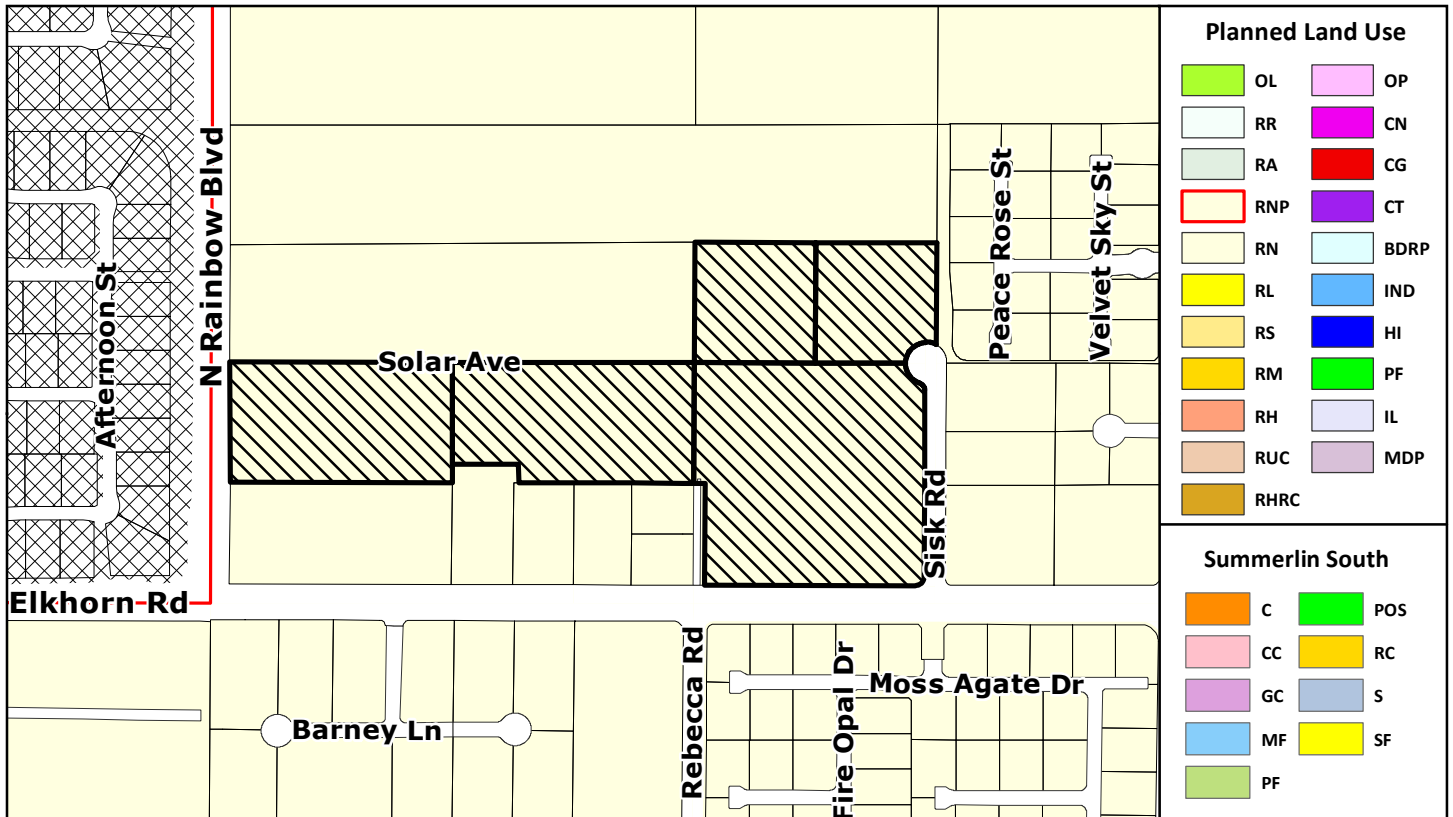 N Rainbow Blvd
Afternoon St
Solar Ave
Peace Rose St
Velvet Sky St
Sisk Rd
Elkhorn Rd
Barney Ln
Rebecca Rd
Fire Opal Dr
Moss Agate Dr
Planned Land Use
OL
RR
RA
RNP
RN
RL
RS
RM
RH
RUC
RHRC
OP
CN
CG
CT
BDRP
IND
HI
PF
IL
MDP
Summerlin South
C
CC
GC
MF
PF
POS
RC
S
SF